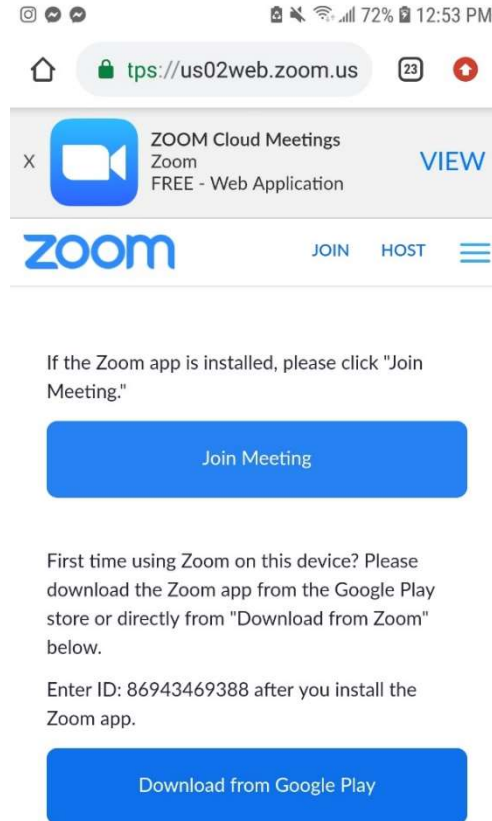 72% 12:53 PM
tps://us02web.zoom.us 23
ZOOM Cloud Meetings
X Zoom VIEW
FREE - Web Application
zoom JOIN HOST
If the Zoom app is installed, please click "Join
Meeting."
Join Meeting
First time using Zoom on this device? Please
download the Zoom app from the Google Play
store or directly from "Download from Zoom"
below.
Enter ID: 86943469388 after you install the
Zoom app.
Download from Google Play